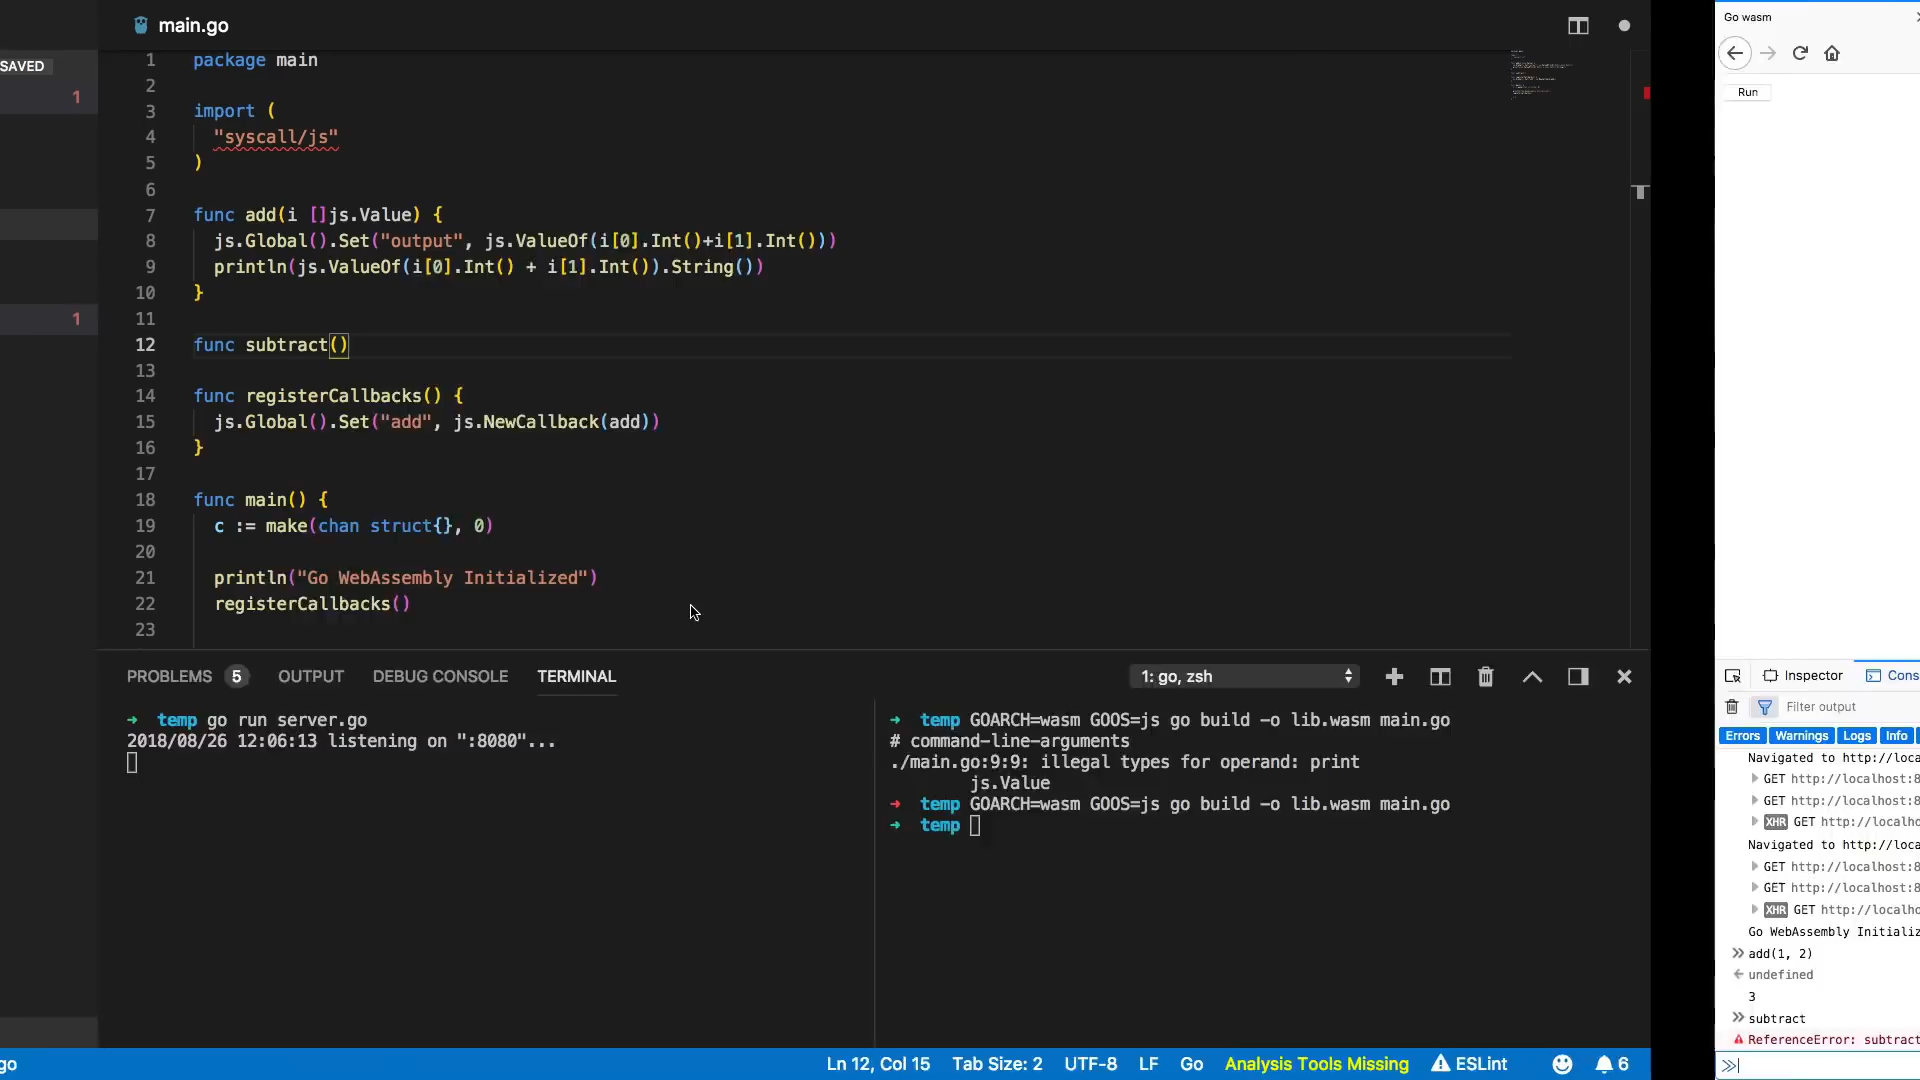 main.go
SAVED
1
1
1 package main
2
3 import (
4 "syscall/js"
5 )
6
7 func add(i []js.Value) {
8 js.Global().Set("output", js.ValueOf(i[0].Int()+i[1].Int()))
9 println(js.ValueOf(i[0].Int() + i[1].Int()).String())
10 }
11
12 func subtract()
13
14 func registerCallbacks() {
15 js.Global().Set("add", js.NewCallback(add))
16 }
17
18 func main() {
19 c := make(chan struct{}, 0)
20
21 println("Go WebAssembly Initialized")
22 registerCallbacks()
23
PROBLEMS 5 OUTPUT DEBUG CONSOLE TERMINAL
1: go, zsh
➜ temp go run server.go
2018/08/26 12:06:13 listening on ":8080"...
➜ temp GOARCH=wasm GOOS=js go build -o lib.wasm main.go
# command-line-arguments
./main.go:9:9: illegal types for operand: print
js.Value
➜ temp GOARCH=wasm GOOS=js go build -o lib.wasm main.go
➜ temp
go
Ln 12, Col 15 Tab Size: 2 UTF-8 LF Go Analysis Tools Missing ESLint 6
Go wasm
Run
Inspector Cons
Filter output
Errors Warnings Logs Info
Navigated to http://loca
GET http://localhost:8
GET http://localhost:8
XHR GET http://localho
Navigated to http://loca
GET http://localhost:8
GET http://localhost:8
XHR GET http://localho
Go WebAssembly Initializ
» add(1, 2)
← undefined
3
» subtract
ReferenceError: subtract
»